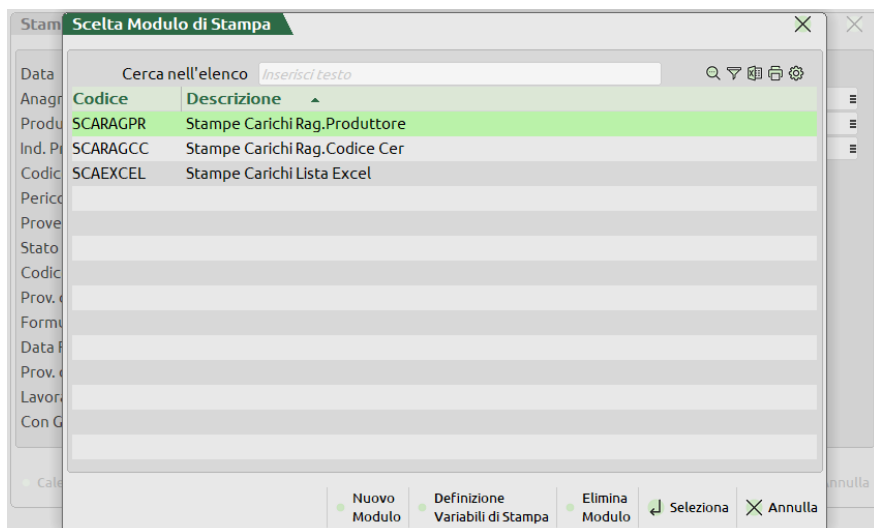 Stam
Scelta Modulo di Stampa
Data
Cerca nell'elenco Inserisci testo
Anagr
Codice Descrizione
Produ
SCARAGPR Stampe Carichi Rag.Produttore
Ind. Pr
SCARAGCC Stampe Carichi Rag.Codice Cer
Codic
SCAEXCEL Stampe Carichi Lista Excel
Perico
Prove
Stato
Codic
Prov.
Formu
Data
Prov.
Lavora
Con G
Cale
nnulla
Nuovo Modulo
Definizione Variabili di Stampa
Elimina Modulo
Seleziona
Annulla